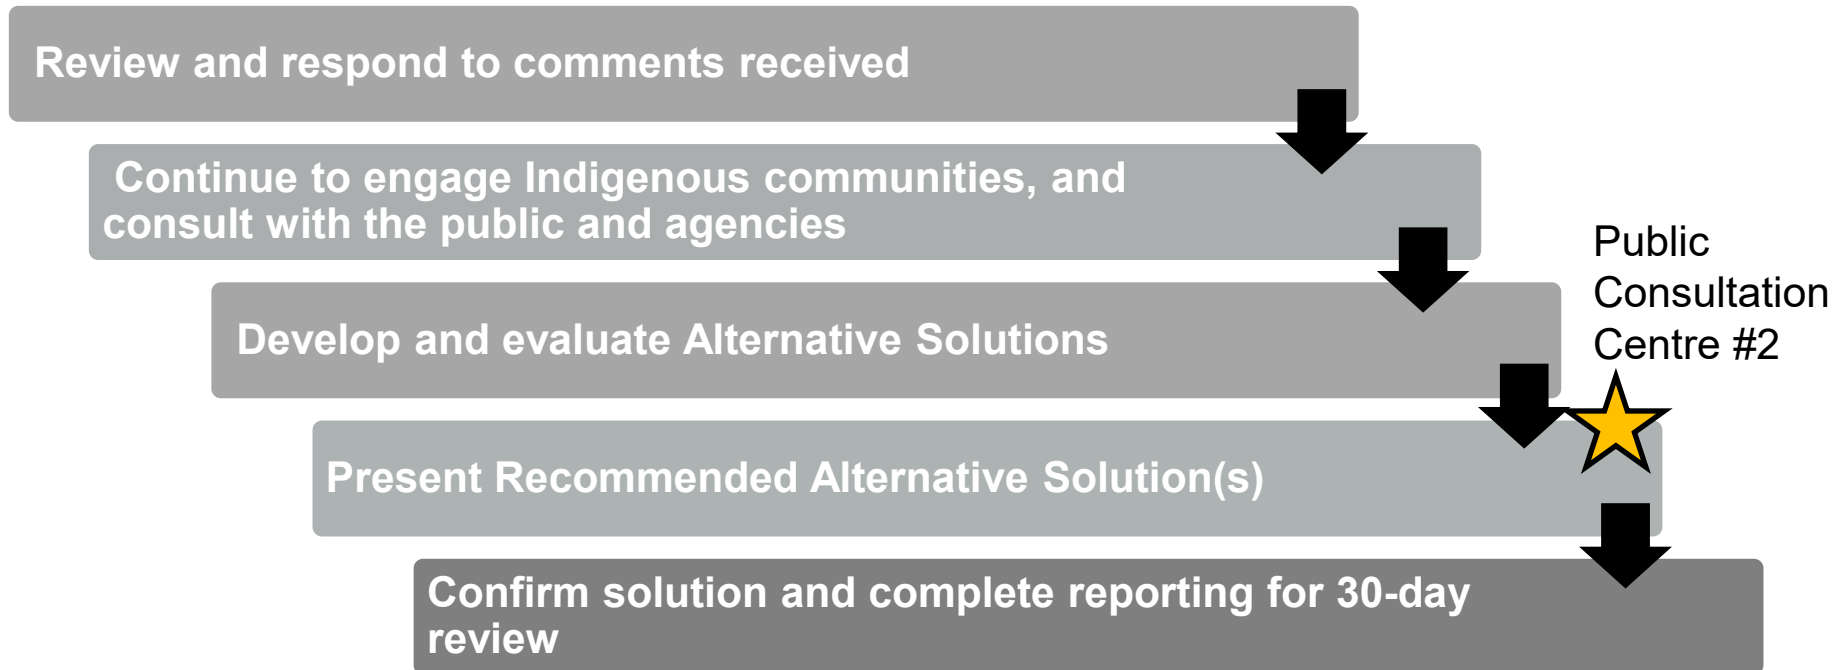 Review and respond to comments received
Continue to engage Indigenous communities, and
consult with the public and agencies
Public
Consultation
Centre #2
Develop and evaluate Alternative Solutions
Present Recommended Alternative Solution(s)
Confirm solution and complete reporting for 30-day
review